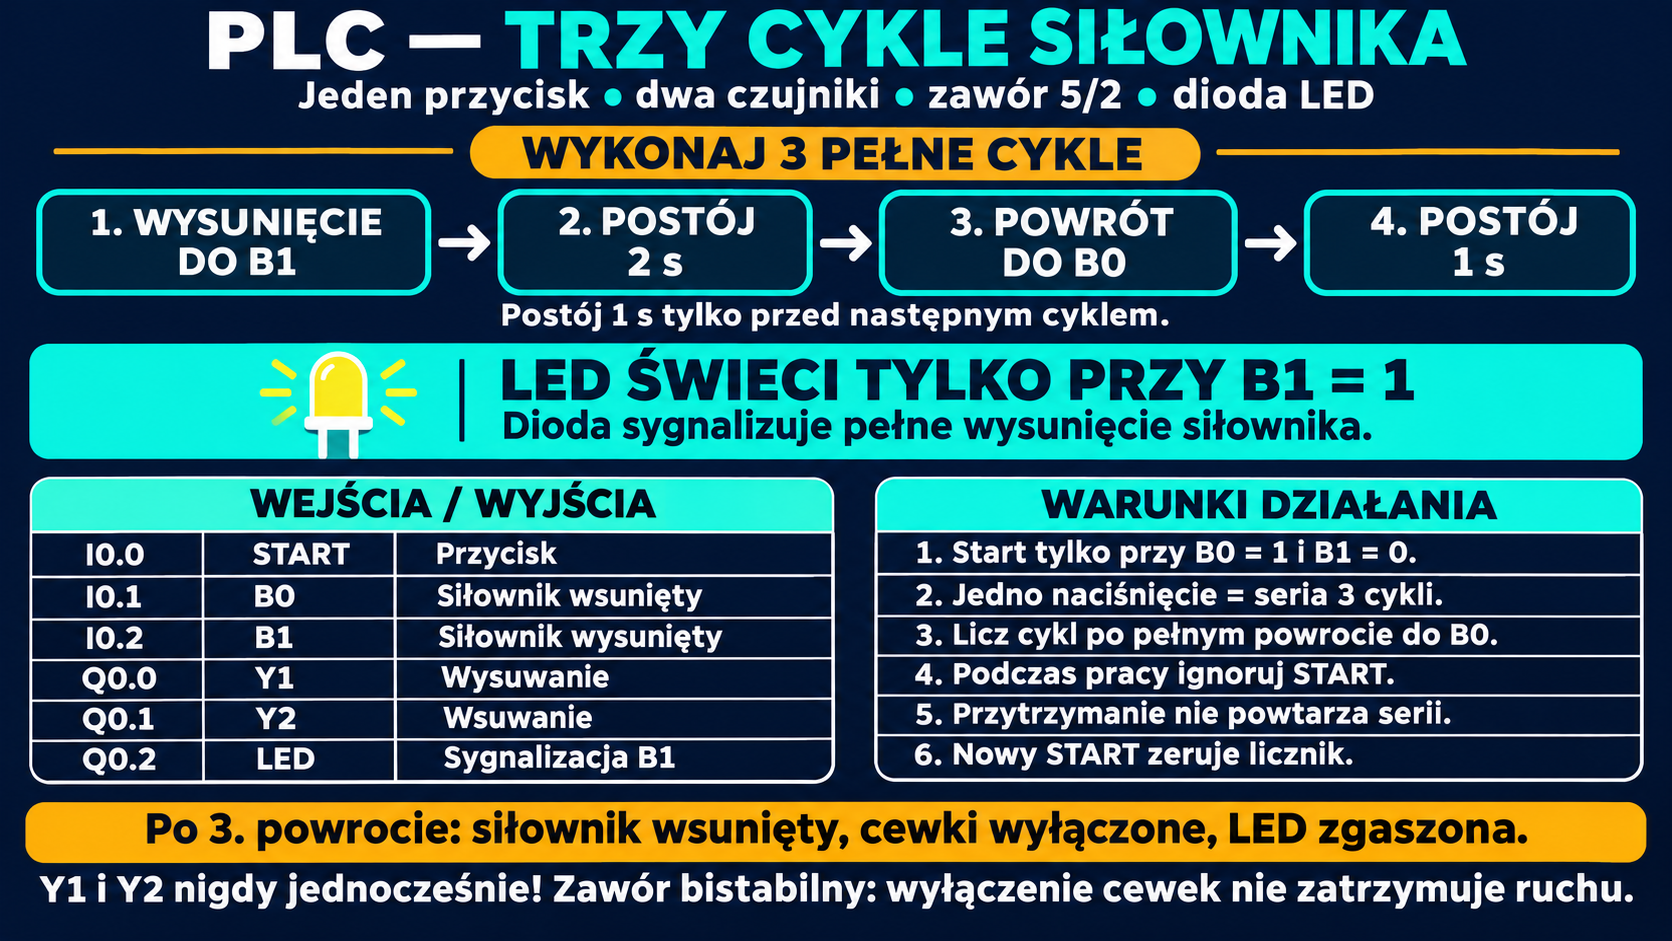 PLC — TRZY CYKLE SIŁOWNIKA
Jeden przycisk • dwa czujniki • zawór 5/2 • dioda LED
WYKONAJ 3 PEŁNE CYKLE
1. WYSUNIĘCIE
DO B1
2. POSTÓJ
2 s
3. POWRÓT
DO B0
4. POSTÓJ
1 s
Postój 1 s tylko przed następnym cyklem.
LED ŚWIECI TYLKO PRZY B1 = 1
Dioda sygnalizuje pełne wysunięcie siłownika.
WEJŚCIA / WYJŚCIA
I0.0 START Przycisk
I0.1 B0 Siłownik wsunięty
I0.2 B1 Siłownik wysunięty
Q0.0 Y1 Wysuwanie
Q0.1 Y2 Wsuwanie
Q0.2 LED Sygnalizacja B1
WARUNKI DZIAŁANIA
1. Start tylko przy B0 = 1 i B1 = 0.
2. Jedno naciśnięcie = seria 3 cykli.
3. Licz cykl po pełnym powrocie do B0.
4. Podczas pracy ignoruj START.
5. Przytrzymanie nie powtarza serii.
6. Nowy START zeruje licznik.
Po 3. powrocie: siłownik wsunięty, cewki wyłączone, LED zgaszona.
Y1 i Y2 nigdy jednocześnie! Zawór bistabilny: wyłączenie cewek nie zatrzymuje ruchu.